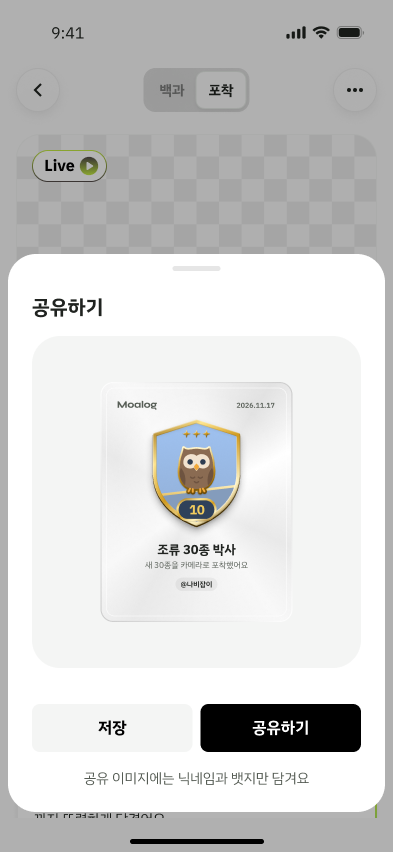 9:41
백과 포착
Live
공유하기
Moalog 2026.11.17
10
조류 30종 박사
새 30종을 카메라로 포착했어요
@나비잡이
저장 공유하기
공유 이미지에는 닉네임과 뱃지만 담겨요